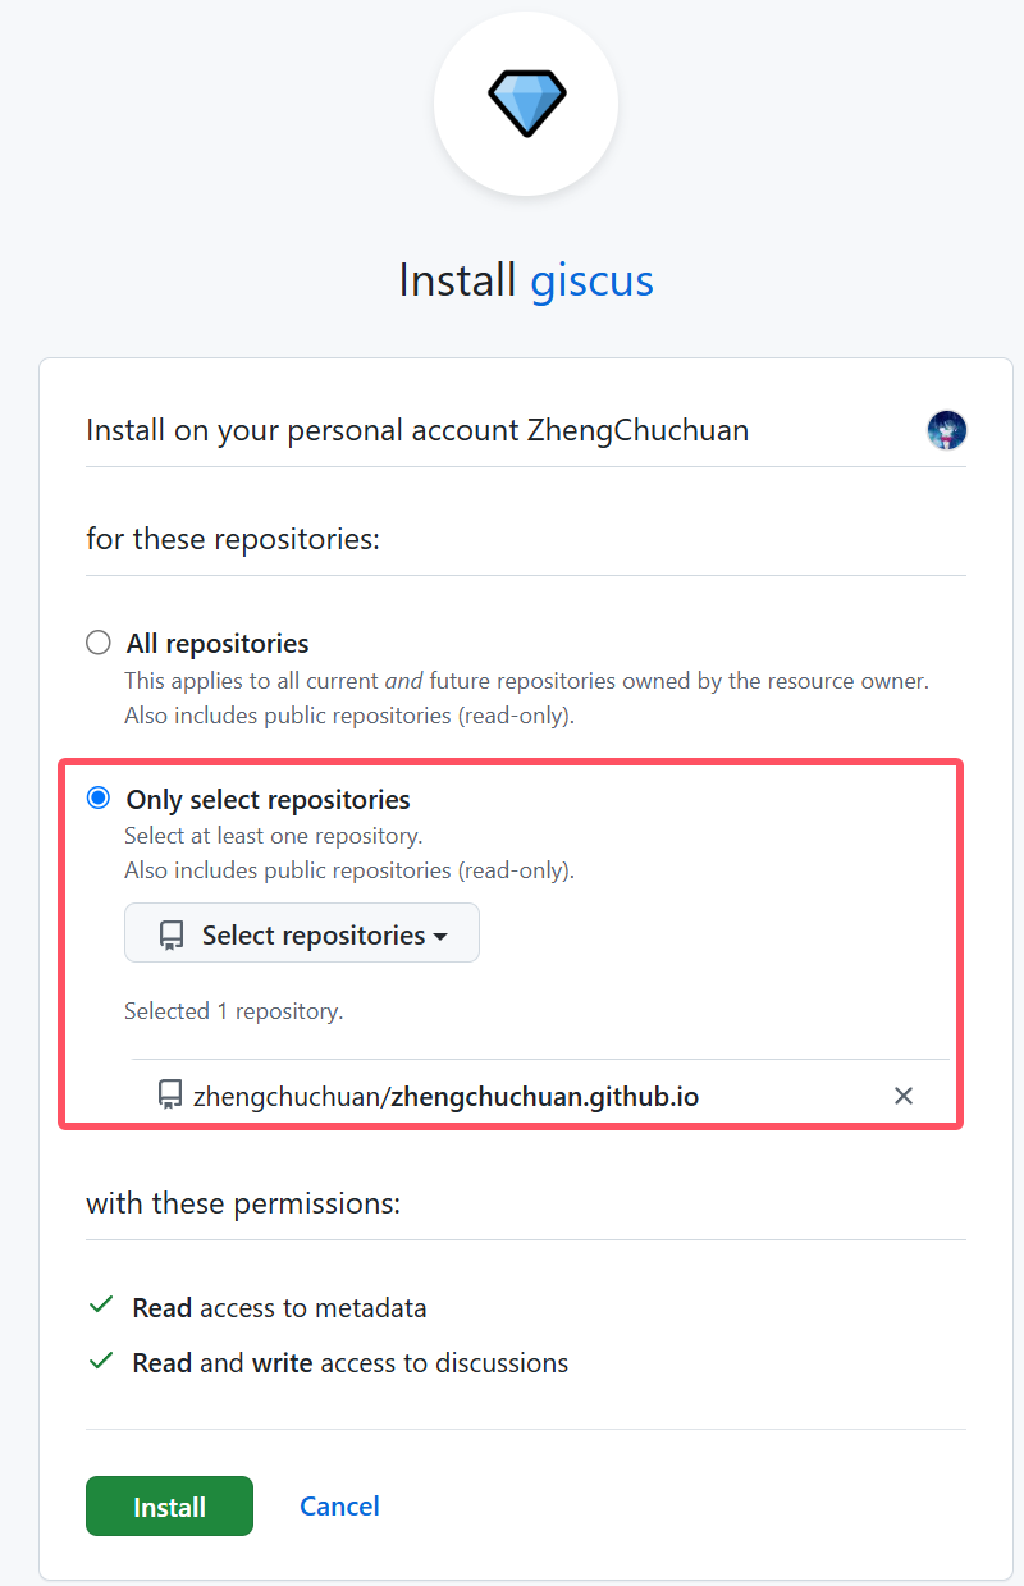 Install giscus
Install on your personal account ZhengChuchuan
for these repositories:
All repositories
This applies to all current and future repositories owned by the resource owner.
Also includes public repositories (read-only).
Only select repositories
Select at least one repository.
Also includes public repositories (read-only).
Select repositories
Selected 1 repository.
zhengchuchuan/zhengchuchuan.github.io
with these permissions:
Read access to metadata
Read and write access to discussions
Install Cancel